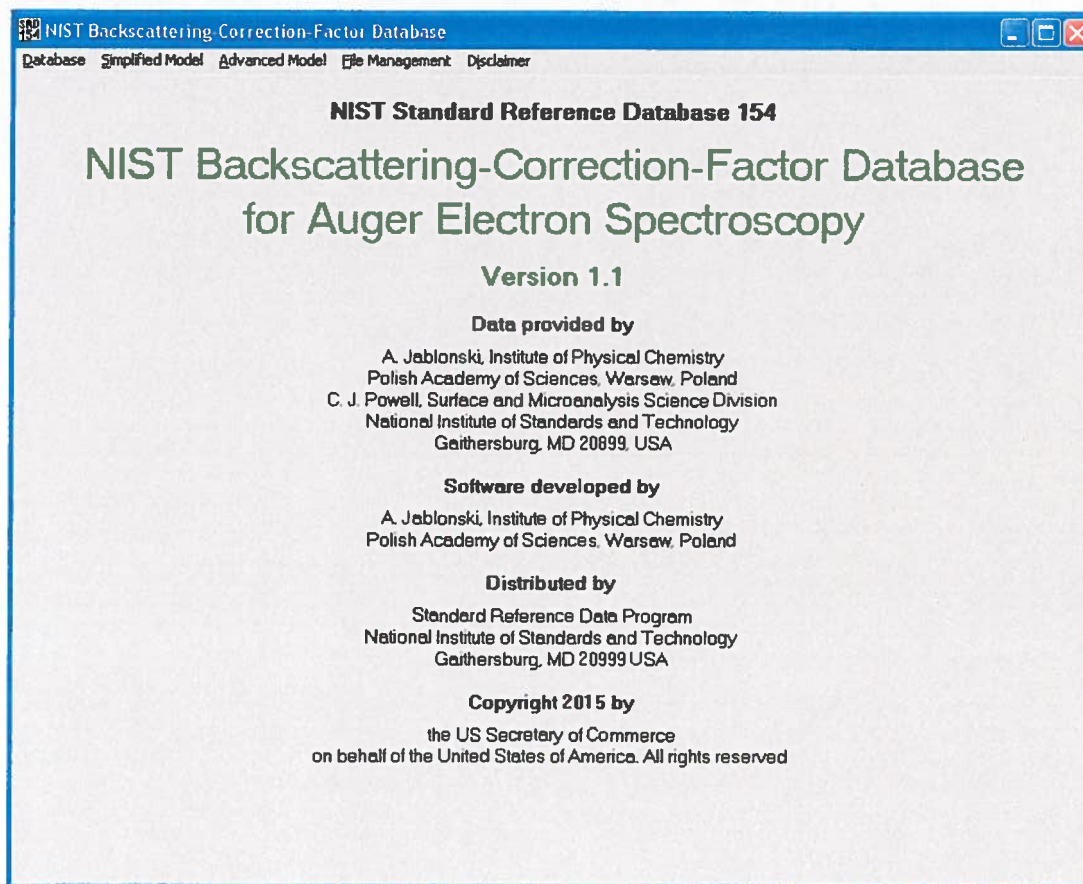 SRD
154 NIST Backscattering-Correction-Factor Database
Database Simplified Model Advanced Model File Management Disclaimer
NIST Standard Reference Database 154
NIST Backscattering-Correction-Factor Database
for Auger Electron Spectroscopy
Version 1.1
Data provided by
A. Jablonski, Institute of Physical Chemistry
Polish Academy of Sciences, Warsaw, Poland
C. J. Powell, Surface and Microanalysis Science Division
National Institute of Standards and Technology
Gaithersburg, MD 20899, USA
Software developed by
A. Jablonski, Institute of Physical Chemistry
Polish Academy of Sciences, Warsaw, Poland
Distributed by
Standard Reference Data Program
National Institute of Standards and Technology
Gaithersburg, MD 20999 USA
Copyright 2015 by
the US Secretary of Commerce
on behalf of the United States of America. All rights reserved